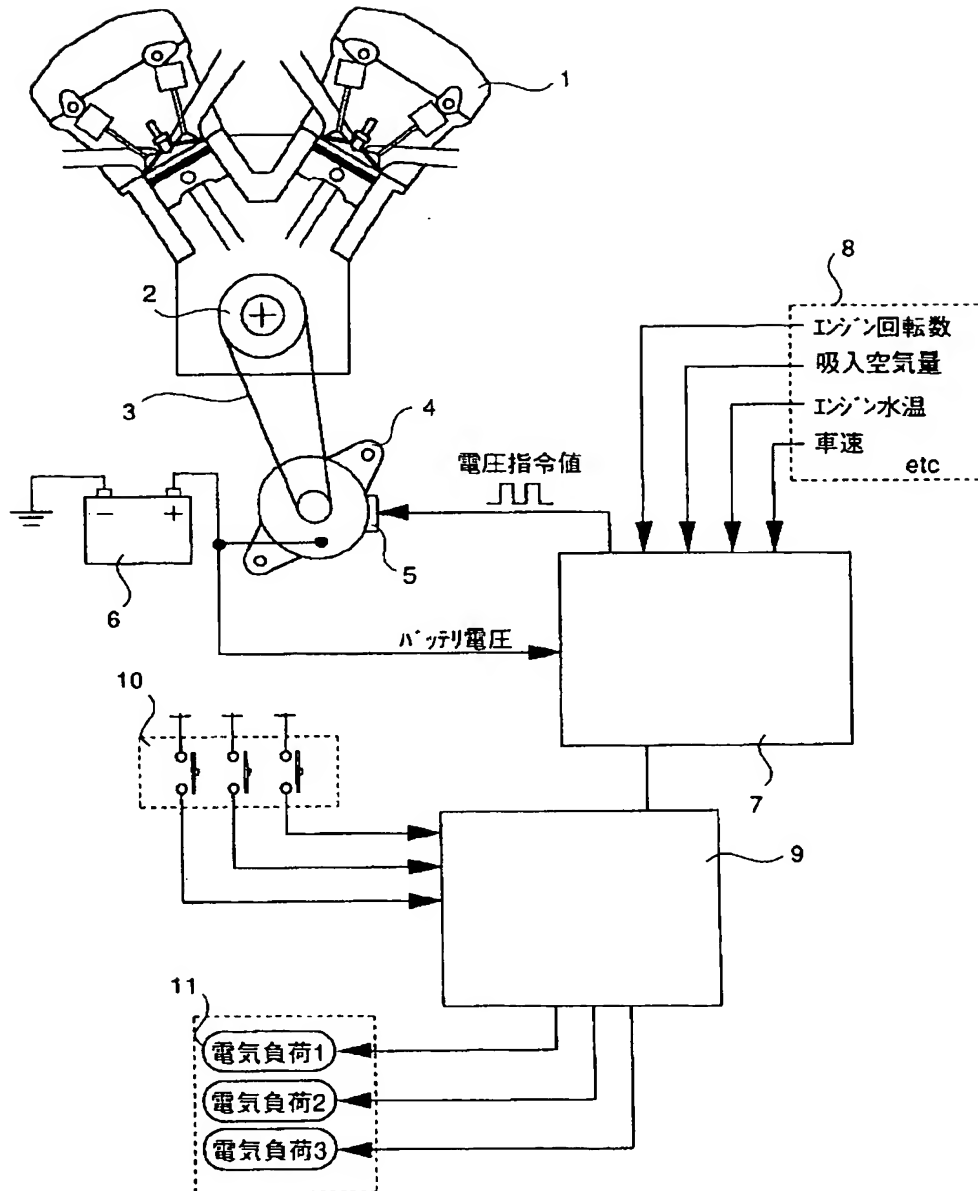 1
8
2
エンジン回転数
吸入空気量
3
4
エンジン水温
電圧指令値
車速
etc
－ ＋
5
6
バッテリ電圧
10
7
9
11
電気負荷1
電気負荷2
電気負荷3